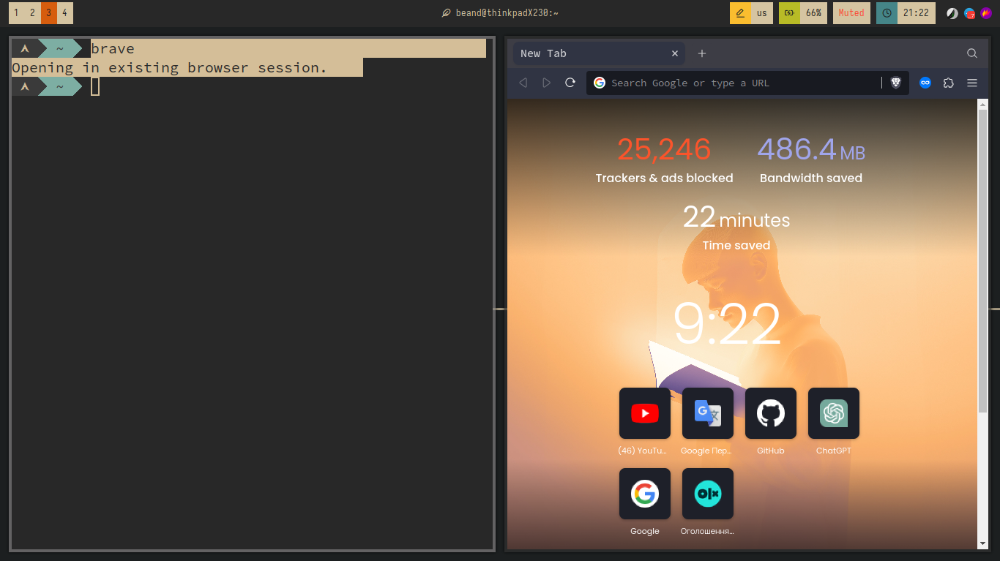 1 2 3 4
beand@thinkpadX230:~
us
66%
Muted
21:22
~ brave
Opening in existing browser session.
~
New Tab
Search Google or type a URL
25,246
Trackers & ads blocked
486.4 MB
Bandwidth saved
22 minutes
Time saved
9:22
(46) YouTu...
Google Пер...
GitHub
ChatGPT
Google
Оголошення...
olx